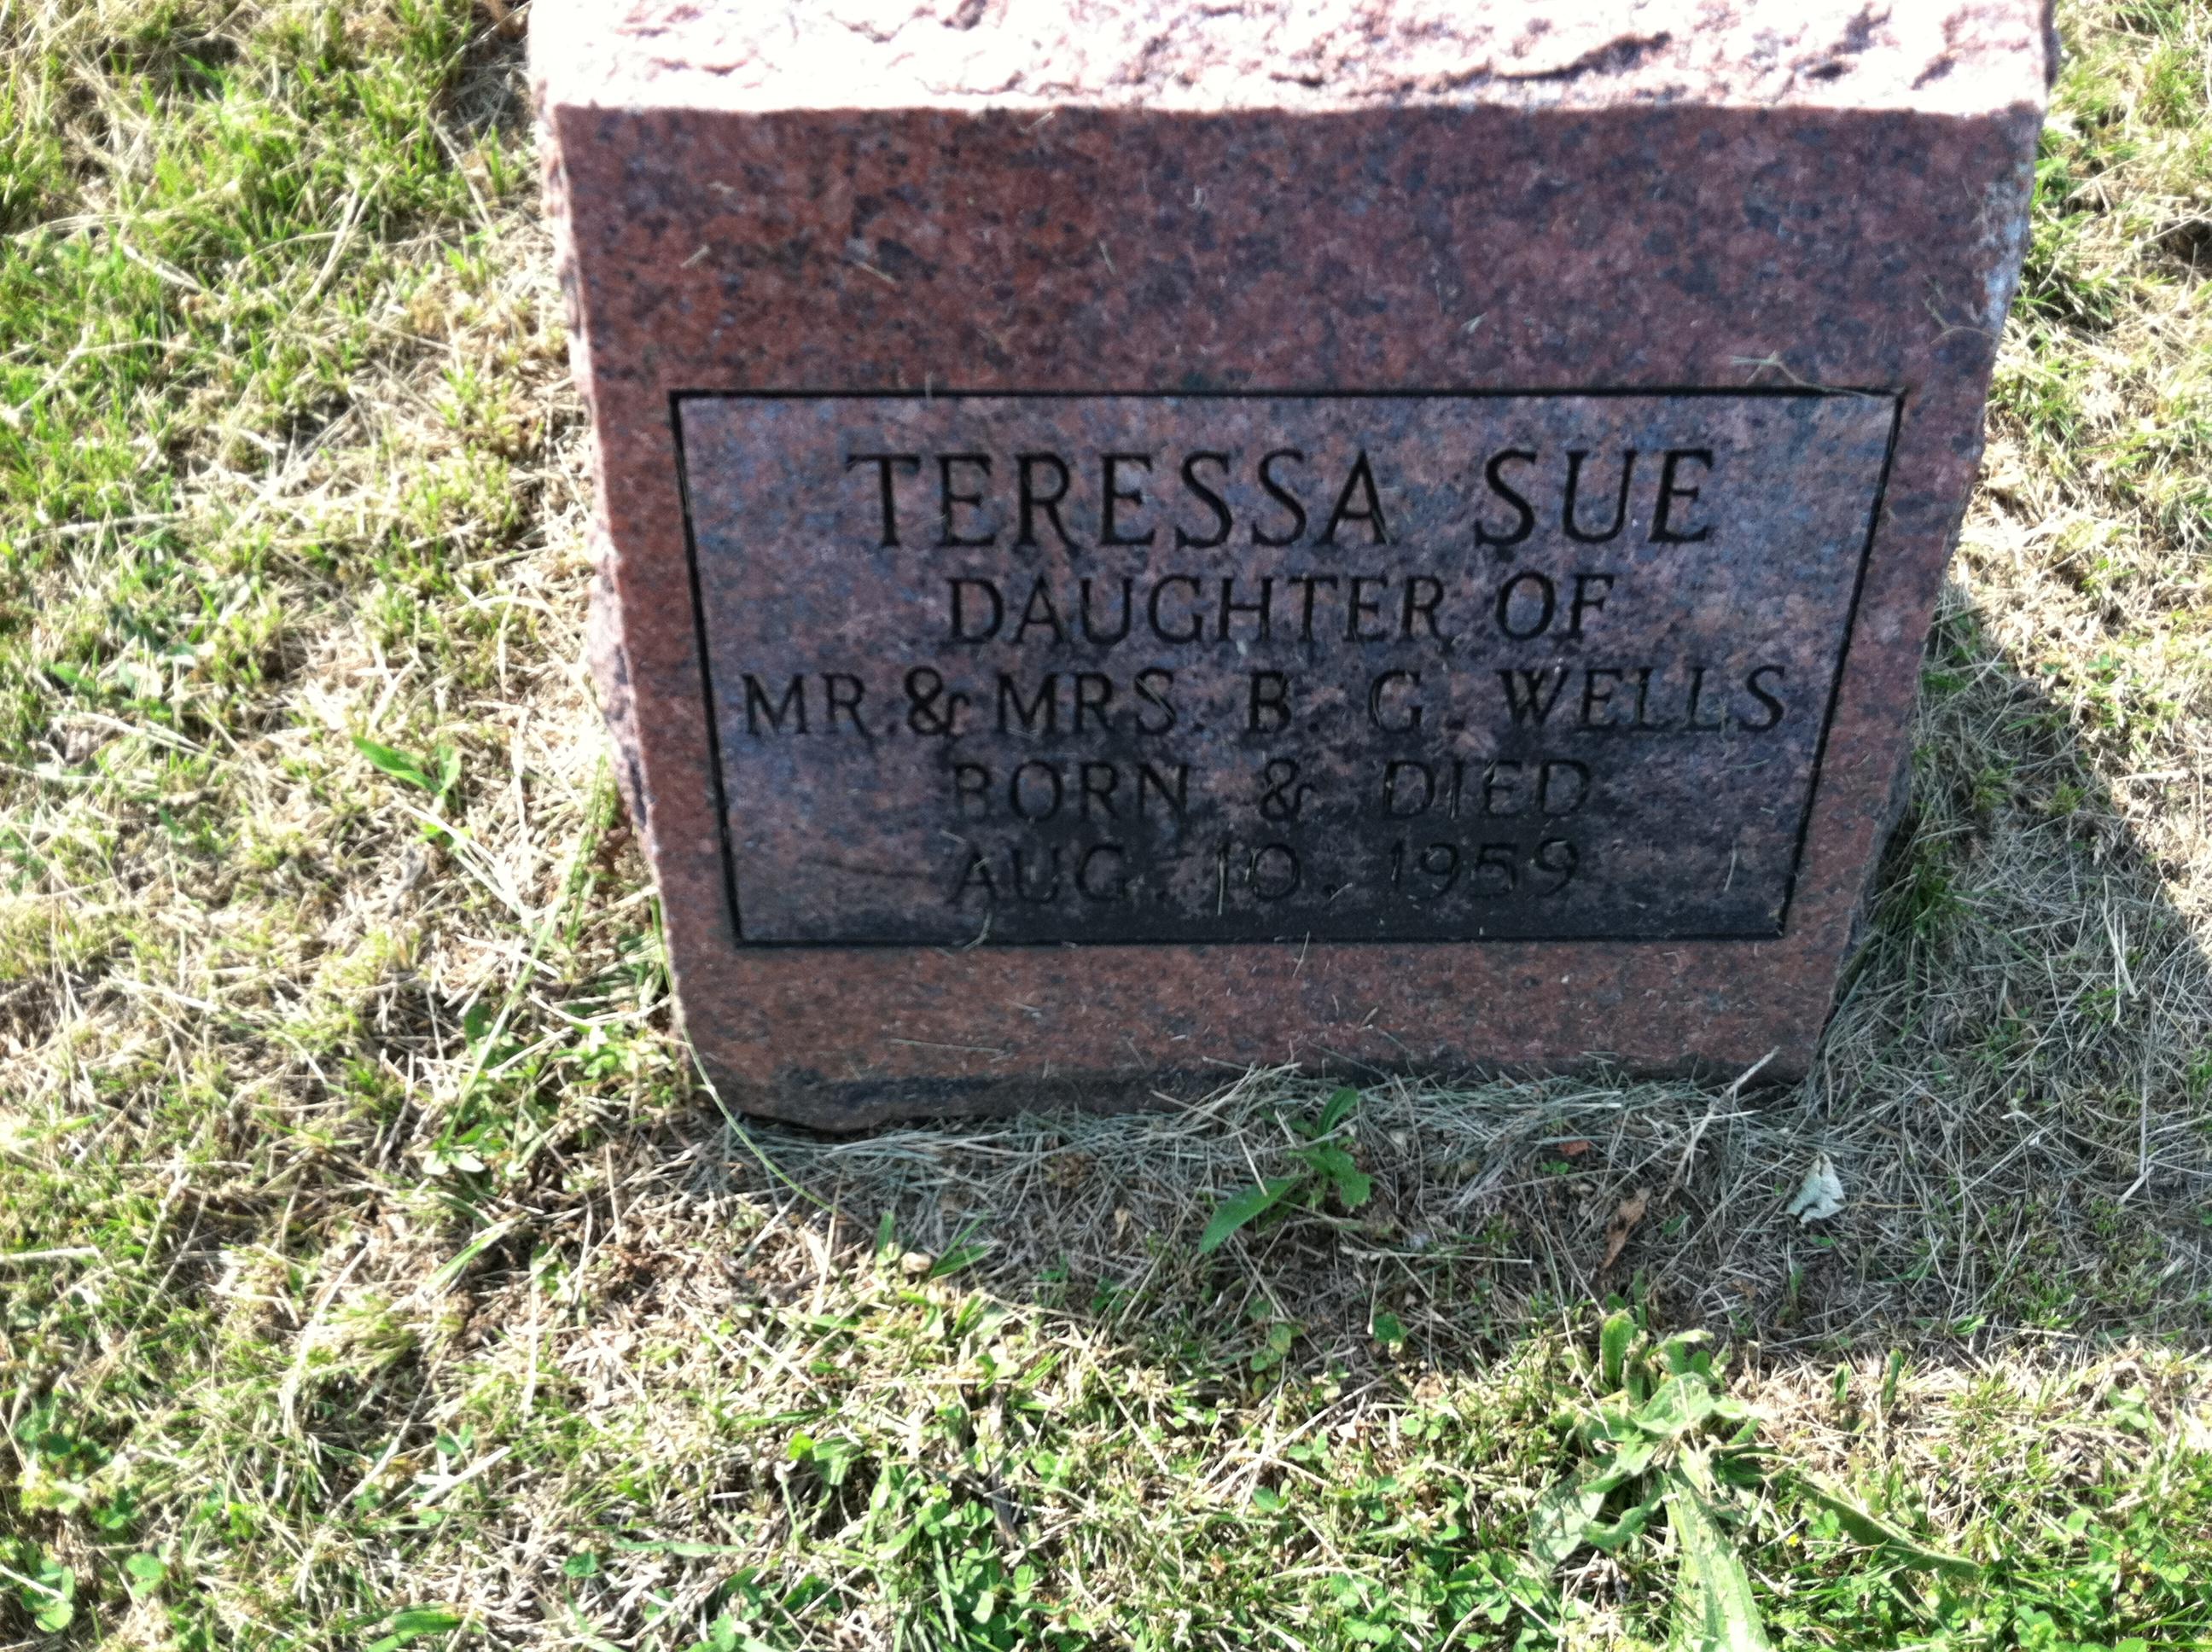 TERESSA SUE
DAUGHTER OF
MR. & MRS. B. G. WELLS
BORN & DIED
AUG. 10, 1959